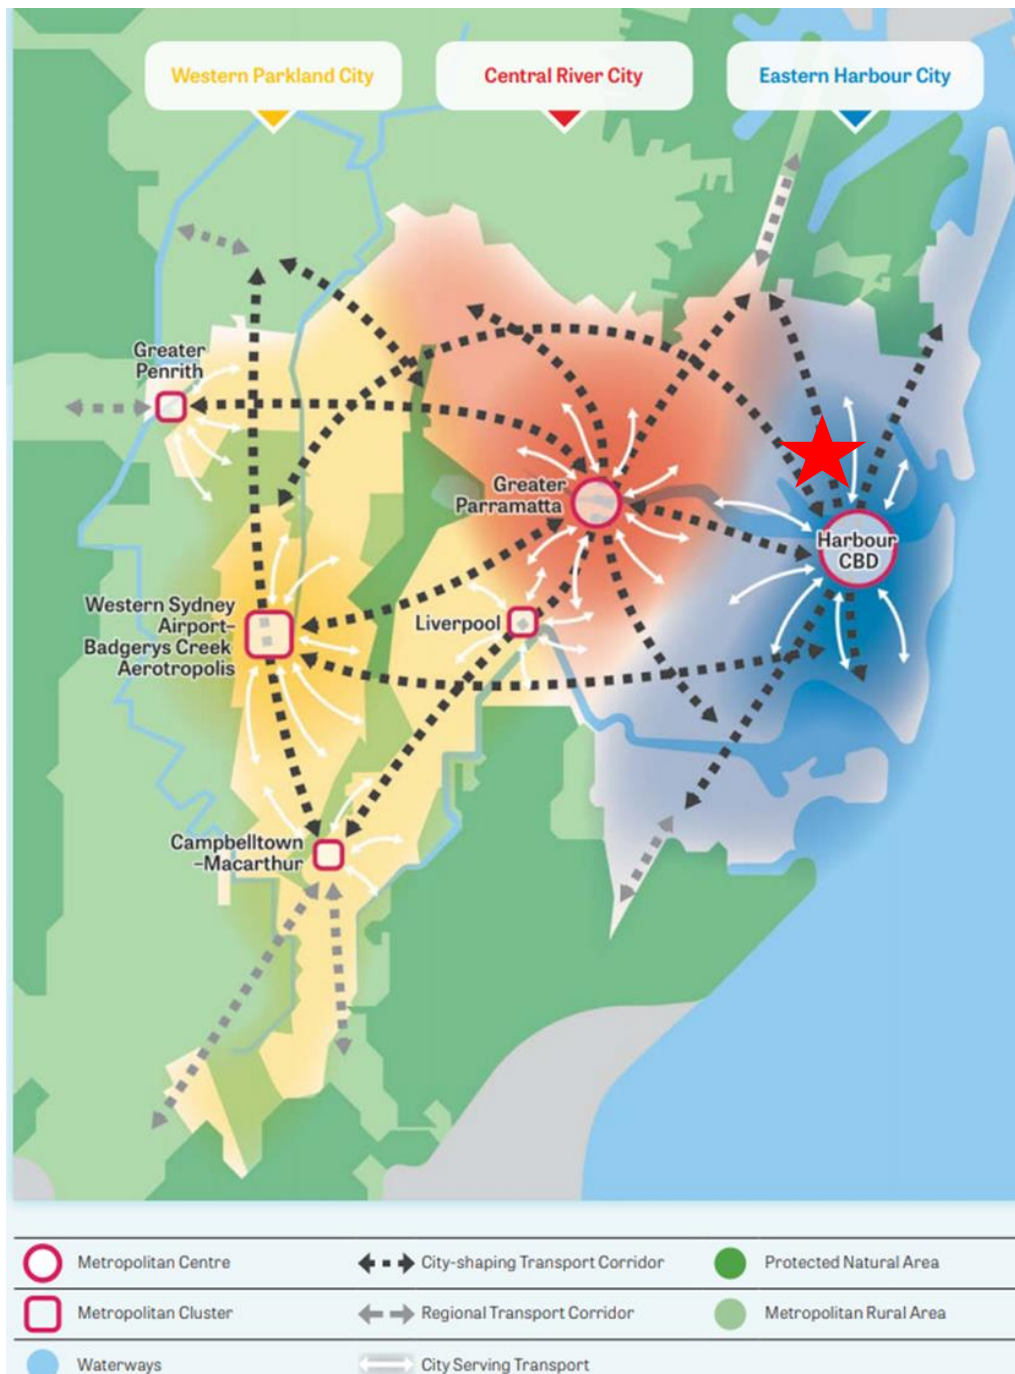 Western Parkland City
Central River City
Eastern Harbour City
Greater
Penrith
Greater
Parramatta
Harbour
CBD
Western Sydney
Airport–
Badgerys Creek
Aerotropolis
Liverpool
Campbelltown
–Macarthur
Metropolitan Centre
City-shaping Transport Corridor
Protected Natural Area
Metropolitan Cluster
Regional Transport Corridor
Metropolitan Rural Area
Waterways
City Serving Transport